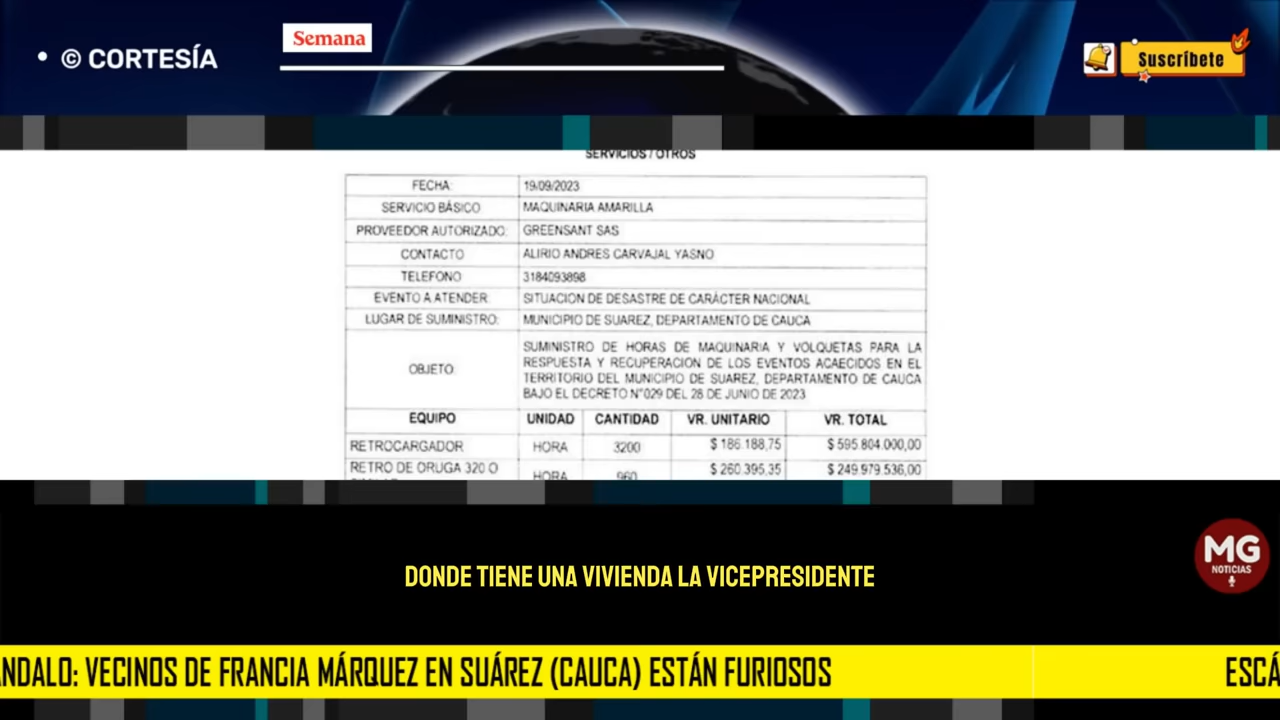 • © CORTESÍA
Semana
Suscríbete
SERVICIOS / OTROS
FECHA: 19/09/2023
SERVICIO BÁSICO MAQUINARIA AMARILLA
PROVEEDOR AUTORIZADO: GREENSANT SAS
CONTACTO ALIRIO ANDRES CARVAJAL YASNO
TELEFONO 3184093898
EVENTO A ATENDER: SITUACION DE DESASTRE DE CARÁCTER NACIONAL
LUGAR DE SUMINISTRO: MUNICIPIO DE SUAREZ, DEPARTAMENTO DE CAUCA
OBJETO: SUMINISTRO DE HORAS DE MAQUINARIA Y VOLQUETAS PARA LA
RESPUESTA Y RECUPERACION DE LOS EVENTOS ACAECIDOS EN EL
TERRITORIO DEL MUNICIPIO DE SUAREZ, DEPARTAMENTO DE CAUCA
BAJO EL DECRETO N°029 DEL 28 DE JUNIO DE 2023
EQUIPO UNIDAD CANTIDAD VR. UNITARIO VR. TOTAL
RETROCARGADOR HORA 3200 $ 186.188,75 $ 595.804.000,00
RETRO DE ORUGA 320 O HORA 960 $ 260.395,35 $ 249.979.536,00
DONDE TIENE UNA VIVIENDA LA VICEPRESIDENTE
MG
NOTICIAS
NDALO: VECINOS DE FRANCIA MÁRQUEZ EN SUÁREZ (CAUCA) ESTÁN FURIOSOS ESCÁ